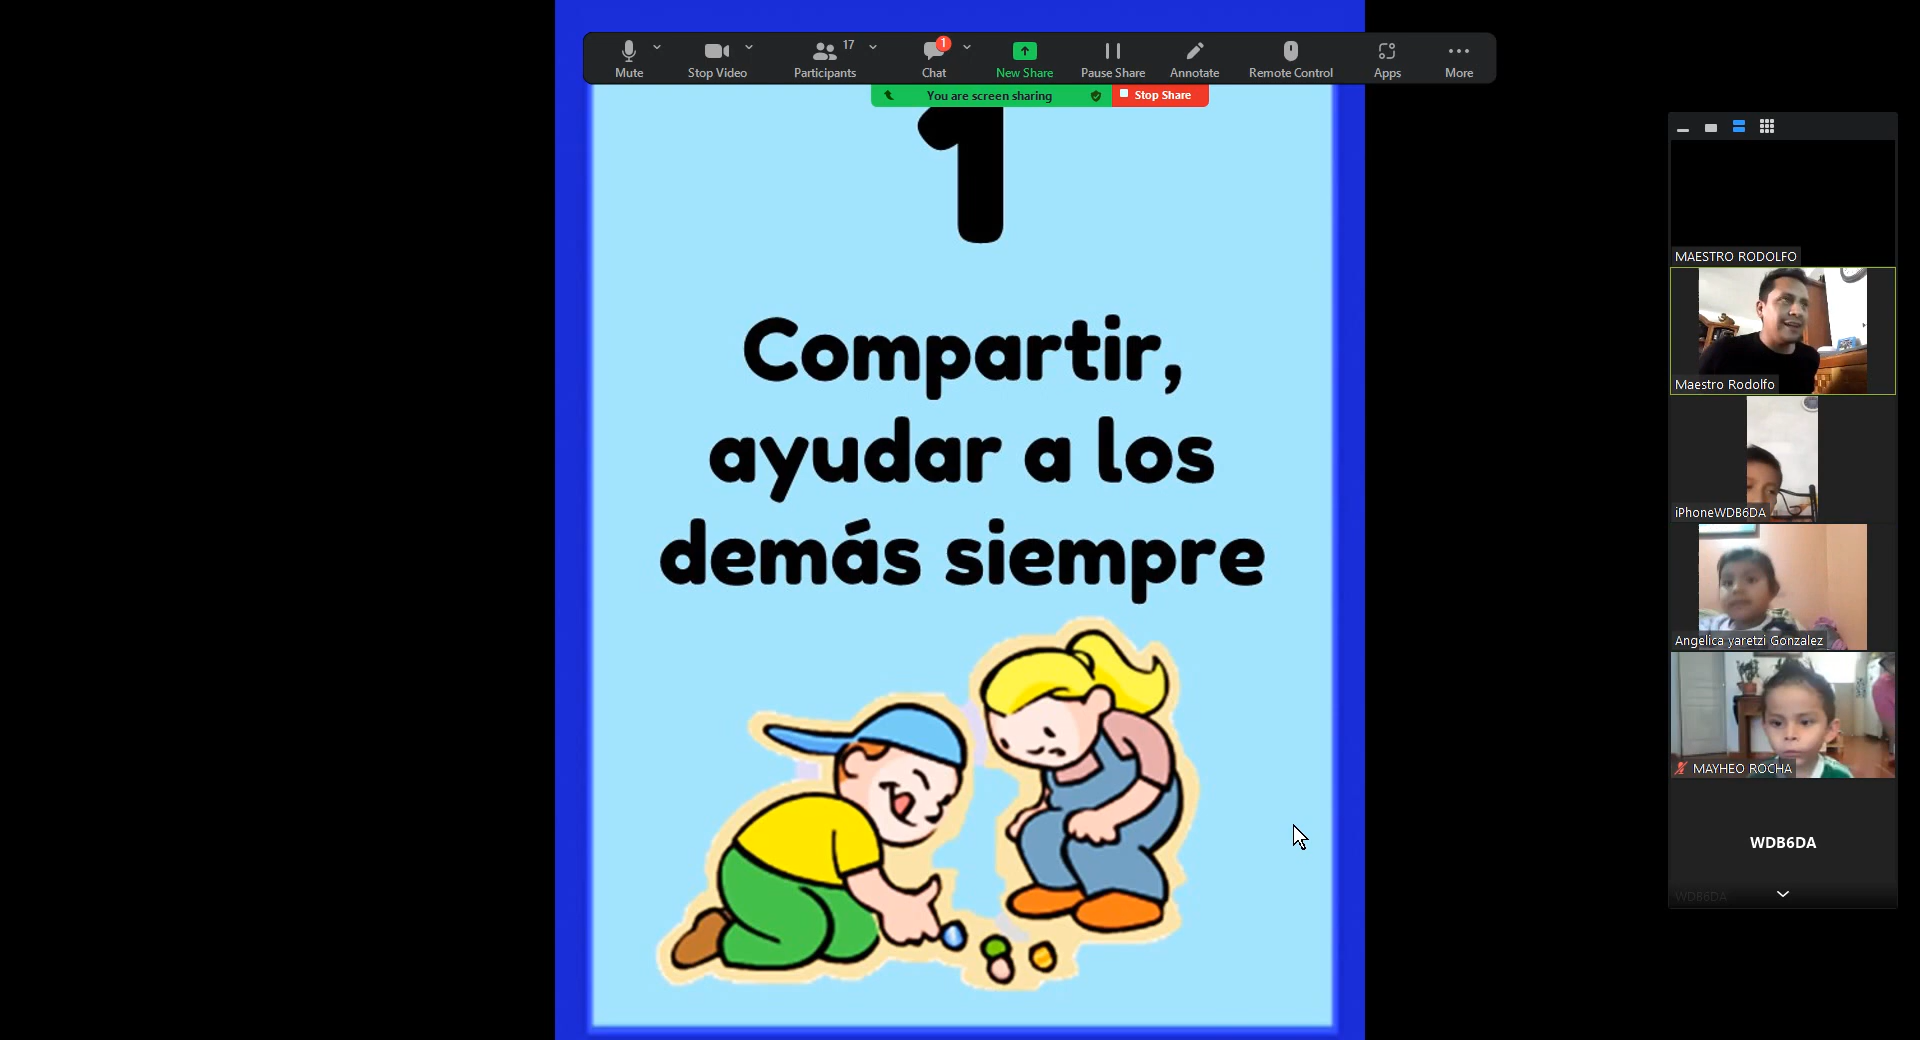 17
1
Mute
Stop Video
Participants
Chat
New Share
Pause Share
Annotate
Remote Control
Apps
More
You are screen sharing
Stop Share
1
Compartir,
ayudar a los
demás siempre
MAESTRO RODOLFO
Maestro Rodolfo
iPhoneWDB6DA
Angelica yaretzi Gonzalez
MAYHEO ROCHA
WDB6DA
WDB6DA